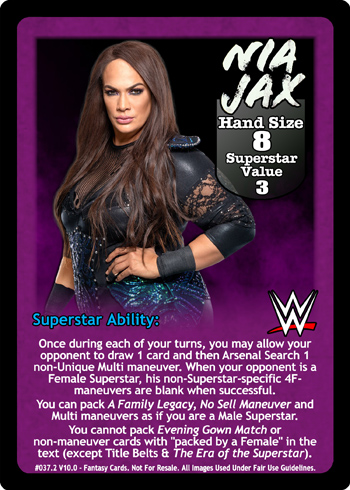 NIA
JAX
Hand Size
8
Superstar
Value
3
W
Superstar Ability:
Once during each of your turns, you may allow your
opponent to draw 1 card and then Arsenal Search 1
non-Unique Multi maneuver. When your opponent is a
Female Superstar, his non-Superstar-specific 4F-
maneuvers are blank when successful.
You can pack A Family Legacy, No Sell Maneuver and
Multi maneuvers as if you are a Male Superstar.
You cannot pack Evening Gown Match or
non-maneuver cards with "packed by a Female" in the
text (except Title Belts & The Era of the Superstar).
#037.2 V10.0 - Fantasy Cards. Not For Resale. All Images Used Under Fair Use Guidelines.